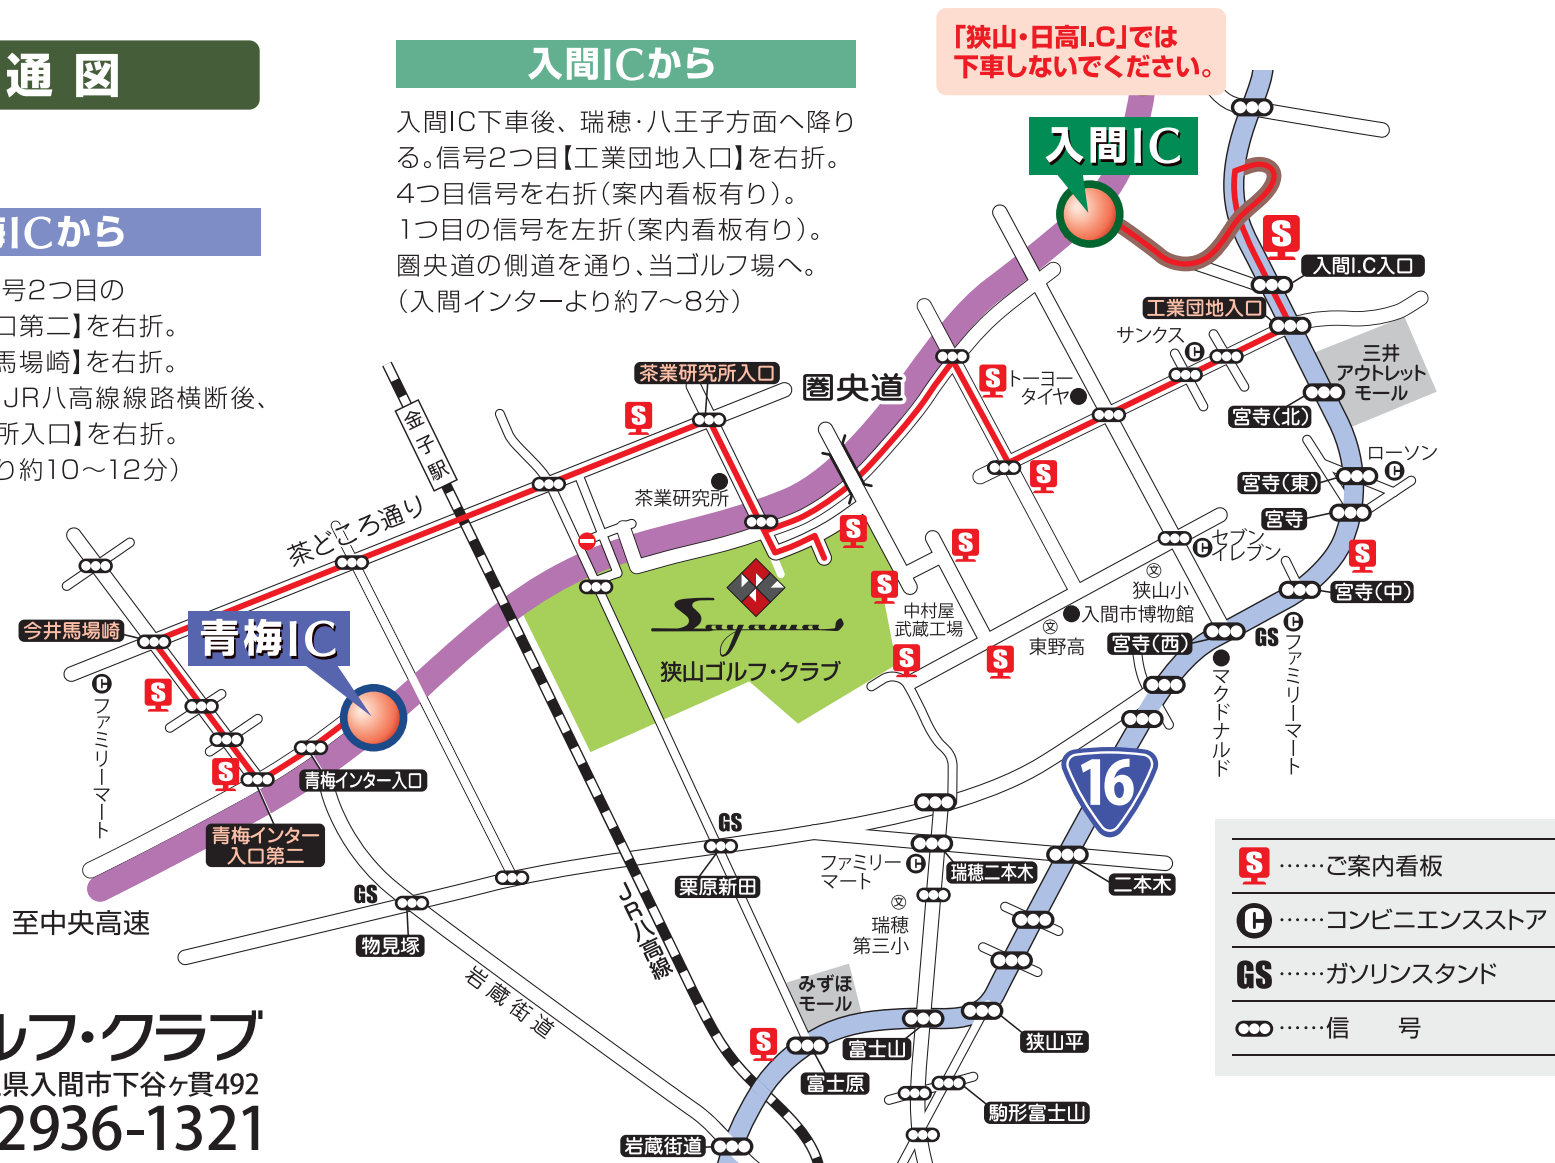 通 図
入間ICから
入間IC下車後、瑞穂・八王子方面へ降り
る。信号2つ目【工業団地入口】を右折。
4つ目信号を右折(案内看板有り)。
1つ目の信号を左折(案内看板有り)。
圏央道の側道を通り、当ゴルフ場へ。
(入間インターより約7〜8分)
「狭山・日高I.C」では
下車しないでください。
梅ICから
号2つ目の
口第二】を右折。
馬場崎】を右折。
JR八高線線路横断後、
所入口】を右折。
り約10〜12分)
入間IC
S
入間I.C入口
工業団地入口
サンクス
三井
アウトレット
モール
宮寺(北)
ローソン
宮寺(東)
宮寺
S
宮寺(中)
茶業研究所入口
圏央道
S
トーヨー
タイヤ
S
S
金子駅
茶業研究所
茶どころ通り
S
S
S
セブン
イレブン
文
狭山小
入間市博物館
文
東野高
宮寺(西)
GS
ファミリーマート
マクドナルド
中村屋
武蔵工場
S
S
Sayama
狭山ゴルフ・クラブ
今井馬場崎
青梅IC
S
ファミリーマート
S
青梅インター入口
青梅インター
入口第二
至中央高速
16
GS
GS
栗原新田
物見塚
JR八高線
岩蔵街道
ファミリー
マート
瑞穂二本木
二本木
文
瑞穂
第三小
みずほ
モール
S
富士山
狭山平
富士原
駒形富士山
岩蔵街道
S……ご案内看板
……コンビニエンスストア
GS……ガソリンスタンド
……信　号
ルフ・クラブ
県入間市下谷ヶ貫492
2936-1321